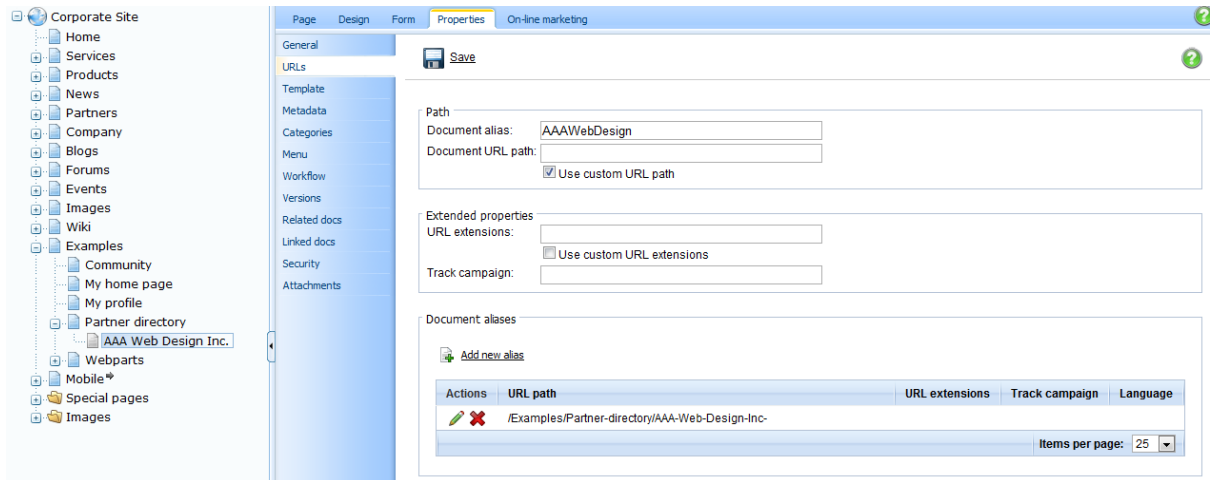 Corporate Site
Home
Services
Products
News
Partners
Company
Blogs
Forums
Events
Images
Wiki
Examples
Community
My home page
My profile
Partner directory
AAA Web Design Inc.
Webparts
Mobile
Special pages
Images
Page Design Form Properties On-line marketing
General
URLs
Template
Metadata
Categories
Menu
Workflow
Versions
Related docs
Linked docs
Security
Attachments
Save
Path
Document alias: AAAWebDesign
Document URL path:
Use custom URL path
Extended properties
URL extensions:
Use custom URL extensions
Track campaign:
Document aliases
Add new alias
Actions URL path URL extensions Track campaign Language
/Examples/Partner-directory/AAA-Web-Design-Inc-
Items per page: 25